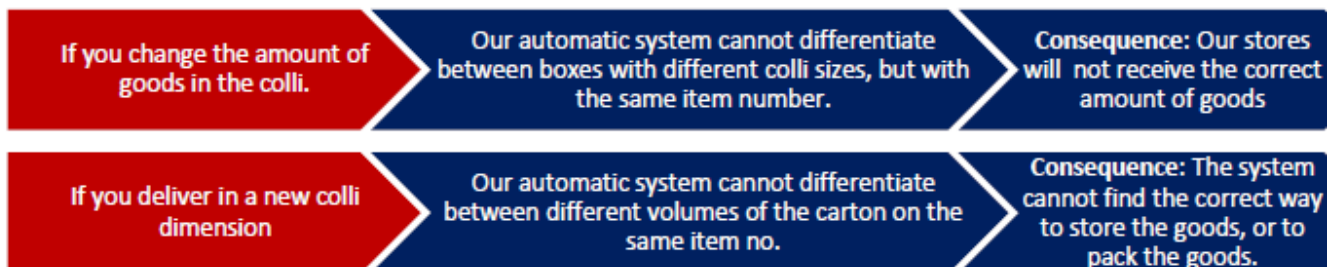 If you change the amount of
goods in the colli.
Our automatic system cannot differentiate
between boxes with different colli sizes, but with
the same item number.
Consequence: Our stores
will not receive the correct
amount of goods
If you deliver in a new colli
dimension
Our automatic system cannot differentiate
between different volumes of the carton on the
same item no.
Consequence: The system
cannot find the correct way
to store the goods, or to
pack the goods.